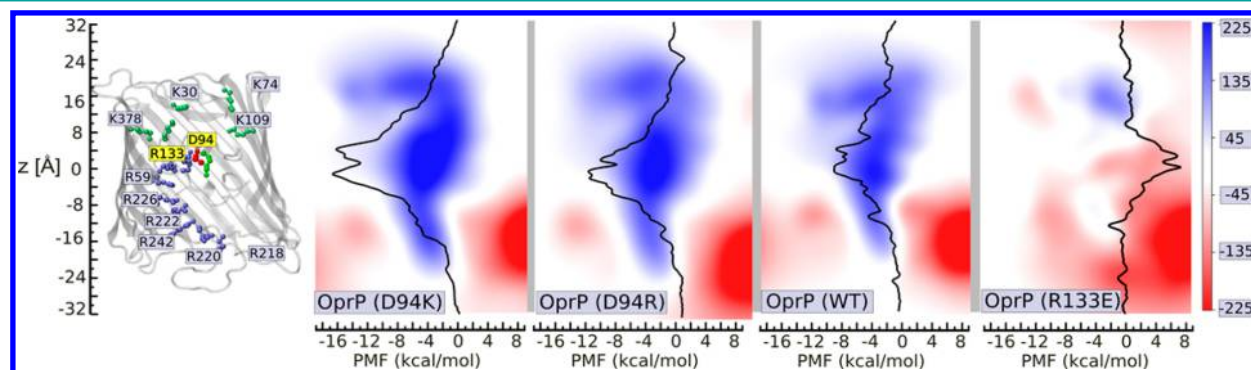 32
24
16
8
0
-8
-16
-24
-32
z [Å]
K30
K74
K378
K109
D94
R133
R59
R226
R222
R242
R220
R218
OprP (D94K)
OprP (D94R)
OprP (WT)
OprP (R133E)
-16 -12 -8 -4 0 4 8
PMF (kcal/mol)
-16 -12 -8 -4 0 4 8
PMF (kcal/mol)
-16 -12 -8 -4 0 4 8
PMF (kcal/mol)
-16 -12 -8 -4 0 4 8
PMF (kcal/mol)
225
135
45
-45
-135
-225